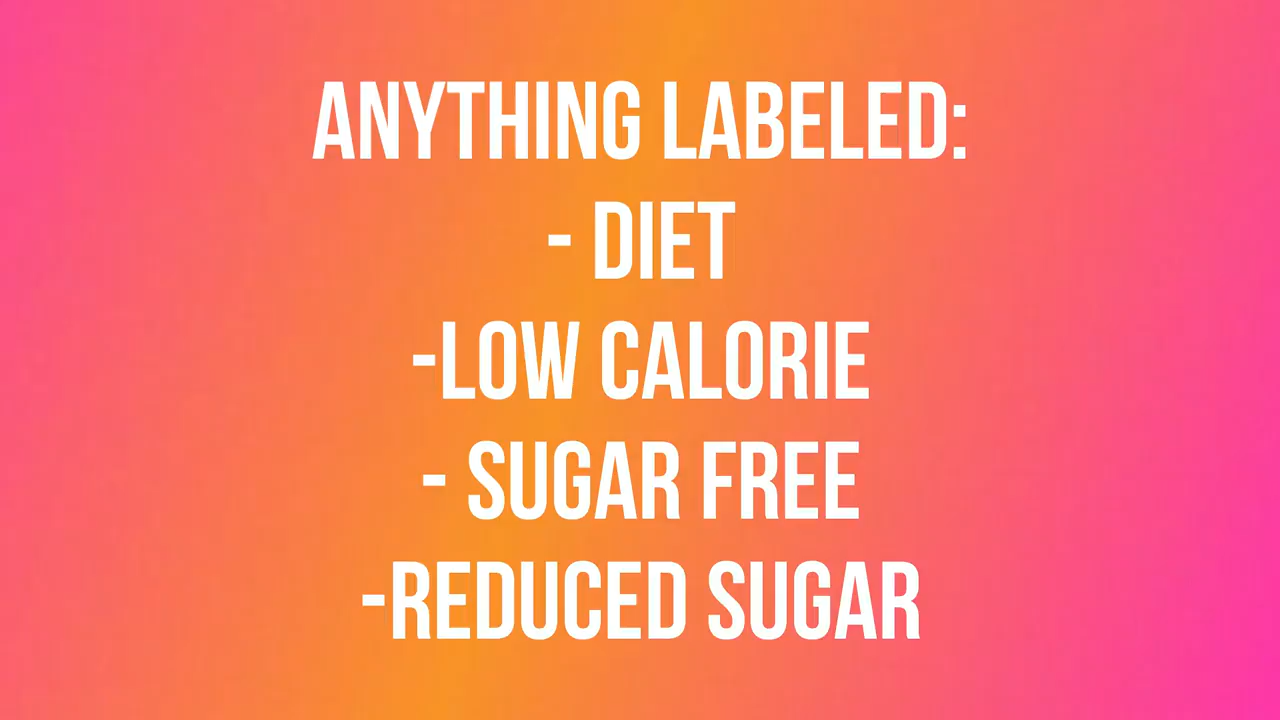 ANYTHING LABELED:
- DIET
-LOW CALORIE
- SUGAR FREE
-REDUCED SUGAR